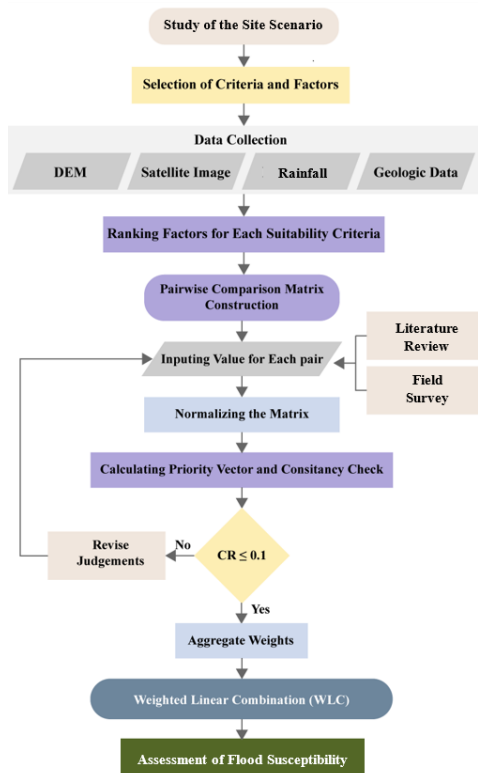 Study of the Site Scenario
Selection of Criteria and Factors
Data Collection
DEM
Satellite Image
Rainfall
Geologic Data
Ranking Factors for Each Suitability Criteria
Pairwise Comparison Matrix
Construction
Literature
Review
Inputing Value for Each pair
Field
Survey
Normalizing the Matrix
Calculating Priority Vector and Consitancy Check
CR ≤ 0.1
No
Revise
Judgements
Yes
Aggregate Weights
Weighted Linear Combination (WLC)
Assessment of Flood Susceptibility